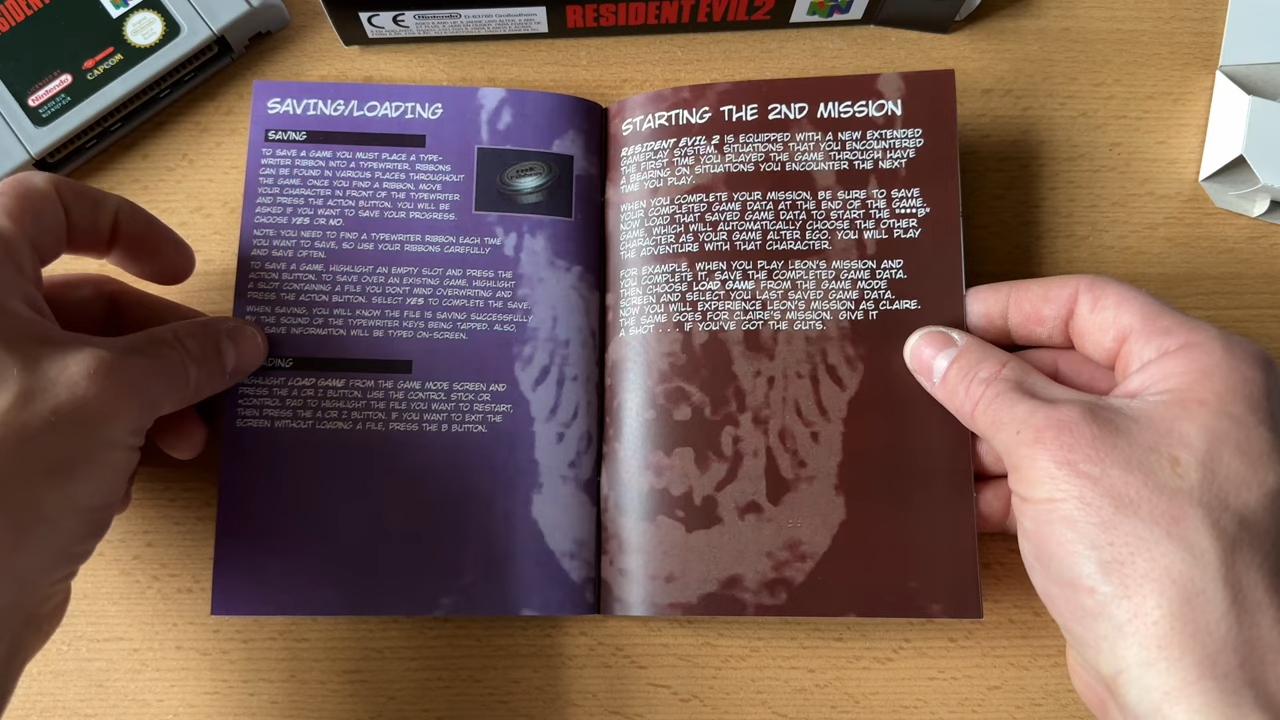 RESIDENT
LICENSED BY
Nintendo
NUS-NREP-EUR
CAPCOM
CE
Nintendo
D-63760 Großostheim
RESIDENT EVIL 2
SAVING/LOADING
SAVING
TO SAVE A GAME YOU MUST PLACE A TYPE-
WRITER RIBBON INTO A TYPEWRITER. RIBBONS
CAN BE FOUND IN VARIOUS PLACES THROUGHOUT
THE GAME. ONCE YOU FIND A RIBBON, MOVE
YOUR CHARACTER IN FRONT OF THE TYPEWRITER
AND PRESS THE ACTION BUTTON. YOU WILL BE
ASKED IF YOU WANT TO SAVE YOUR PROGRESS.
CHOOSE YES OR NO.
NOTE: YOU NEED TO FIND A TYPEWRITER RIBBON EACH TIME
YOU WANT TO SAVE, SO USE YOUR RIBBONS CAREFULLY
AND SAVE OFTEN.
TO SAVE A GAME, HIGHLIGHT AN EMPTY SLOT AND PRESS THE
ACTION BUTTON. TO SAVE OVER AN EXISTING GAME, HIGHLIGHT
A SLOT CONTAINING A FILE YOU DON'T MIND OVERWRITING AND
PRESS THE ACTION BUTTON. SELECT YES TO COMPLETE THE SAVE.
WHEN SAVING, YOU WILL KNOW THE FILE IS SAVING SUCCESSFULLY
BY THE SOUND OF THE TYPEWRITER KEYS BEING TAPPED. ALSO,
SAVE INFORMATION WILL BE TYPED ON-SCREEN.
ADING
HIGHLIGHT LOAD GAME FROM THE GAME MODE SCREEN AND
PRESS THE A OR Z BUTTON. USE THE CONTROL STICK OR
+CONTROL PAD TO HIGHLIGHT THE FILE YOU WANT TO RESTART,
THEN PRESS THE A OR Z BUTTON. IF YOU WANT TO EXIT THE
SCREEN WITHOUT LOADING A FILE, PRESS THE B BUTTON.
STARTING THE 2ND MISSION
RESIDENT EVIL 2 IS EQUIPPED WITH A NEW EXTENDED
GAMEPLAY SYSTEM. SITUATIONS THAT YOU ENCOUNTERED
THE FIRST TIME YOU PLAYED THE GAME THROUGH HAVE
A BEARING ON SITUATIONS YOU ENCOUNTER THE NEXT
TIME YOU PLAY.
WHEN YOU COMPLETE YOUR MISSION, BE SURE TO SAVE
YOUR COMPLETED GAME DATA AT THE END OF THE GAME.
NOW LOAD THAT SAVED GAME DATA TO START THE "****B"
GAME, WHICH WILL AUTOMATICALLY CHOOSE THE OTHER
CHARACTER AS YOUR GAME ALTER EGO. YOU WILL PLAY
THE ADVENTURE WITH THAT CHARACTER.
FOR EXAMPLE, WHEN YOU PLAY LEON'S MISSION AND
YOU COMPLETE IT, SAVE THE COMPLETED GAME DATA.
THEN CHOOSE LOAD GAME FROM THE GAME MODE
SCREEN AND SELECT YOU LAST SAVED GAME DATA.
NOW YOU WILL EXPERIENCE LEON'S MISSION AS CLAIRE.
THE SAME GOES FOR CLAIRE'S MISSION. GIVE IT
A SHOT . . . IF YOU'VE GOT THE GUTS.